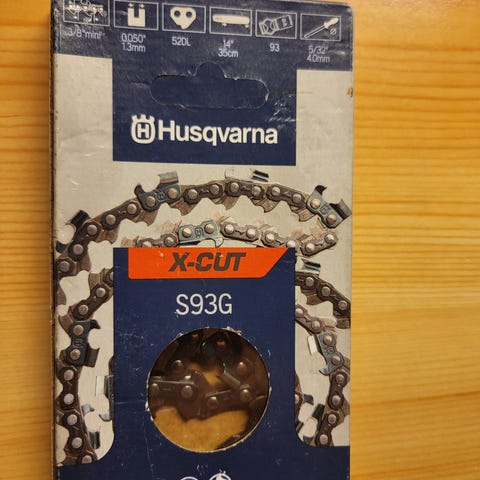 3/8"mini 0.050" 52DL 14" 93 5/32"
1.3mm 35cm 4.0mm
Husqvarna
X-CUT
S93G